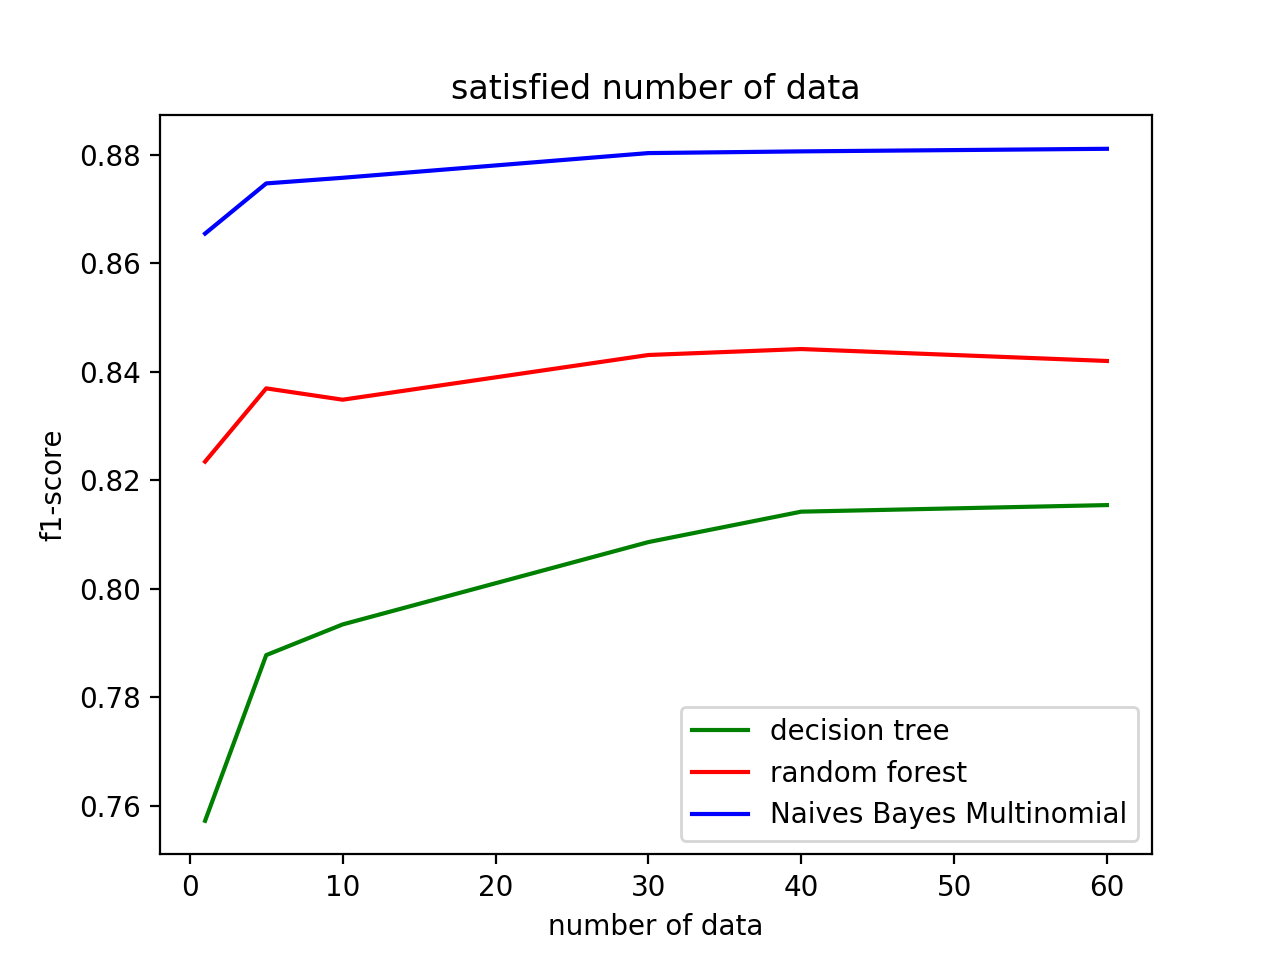 satisfied number of data
0.88
0.86
0.84
0.82
0.80
0.78
0.76
f1-score
decision tree
random forest
Naives Bayes Multinomial
0 10 20 30 40 50 60
number of data